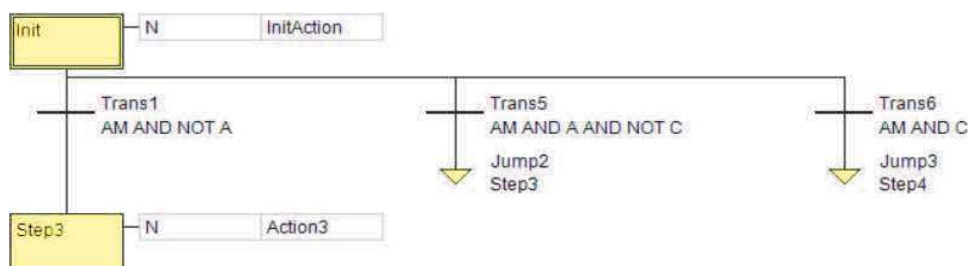 Init
N InitAction
Trans1
AM AND NOT A
Trans5
AM AND A AND NOT C
Trans6
AM AND C
Jump2
Step3
Jump3
Step4
Step3
N Action3